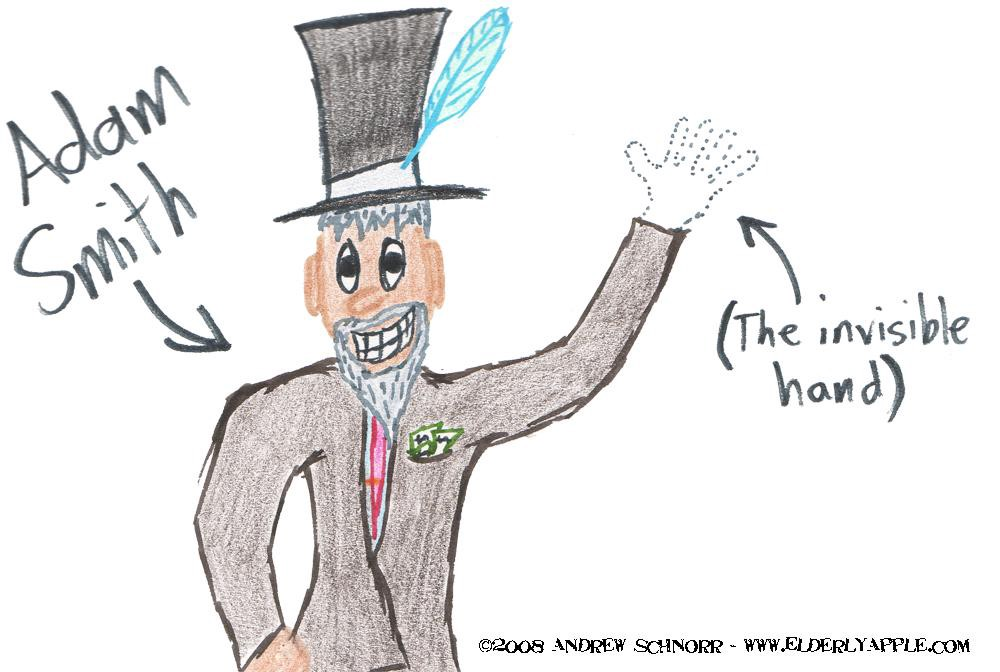 Adam
Smith
(The invisible
hand)
©2008 ANDREW SCHNORR - WWW.ELDERLYAPPLE.COM